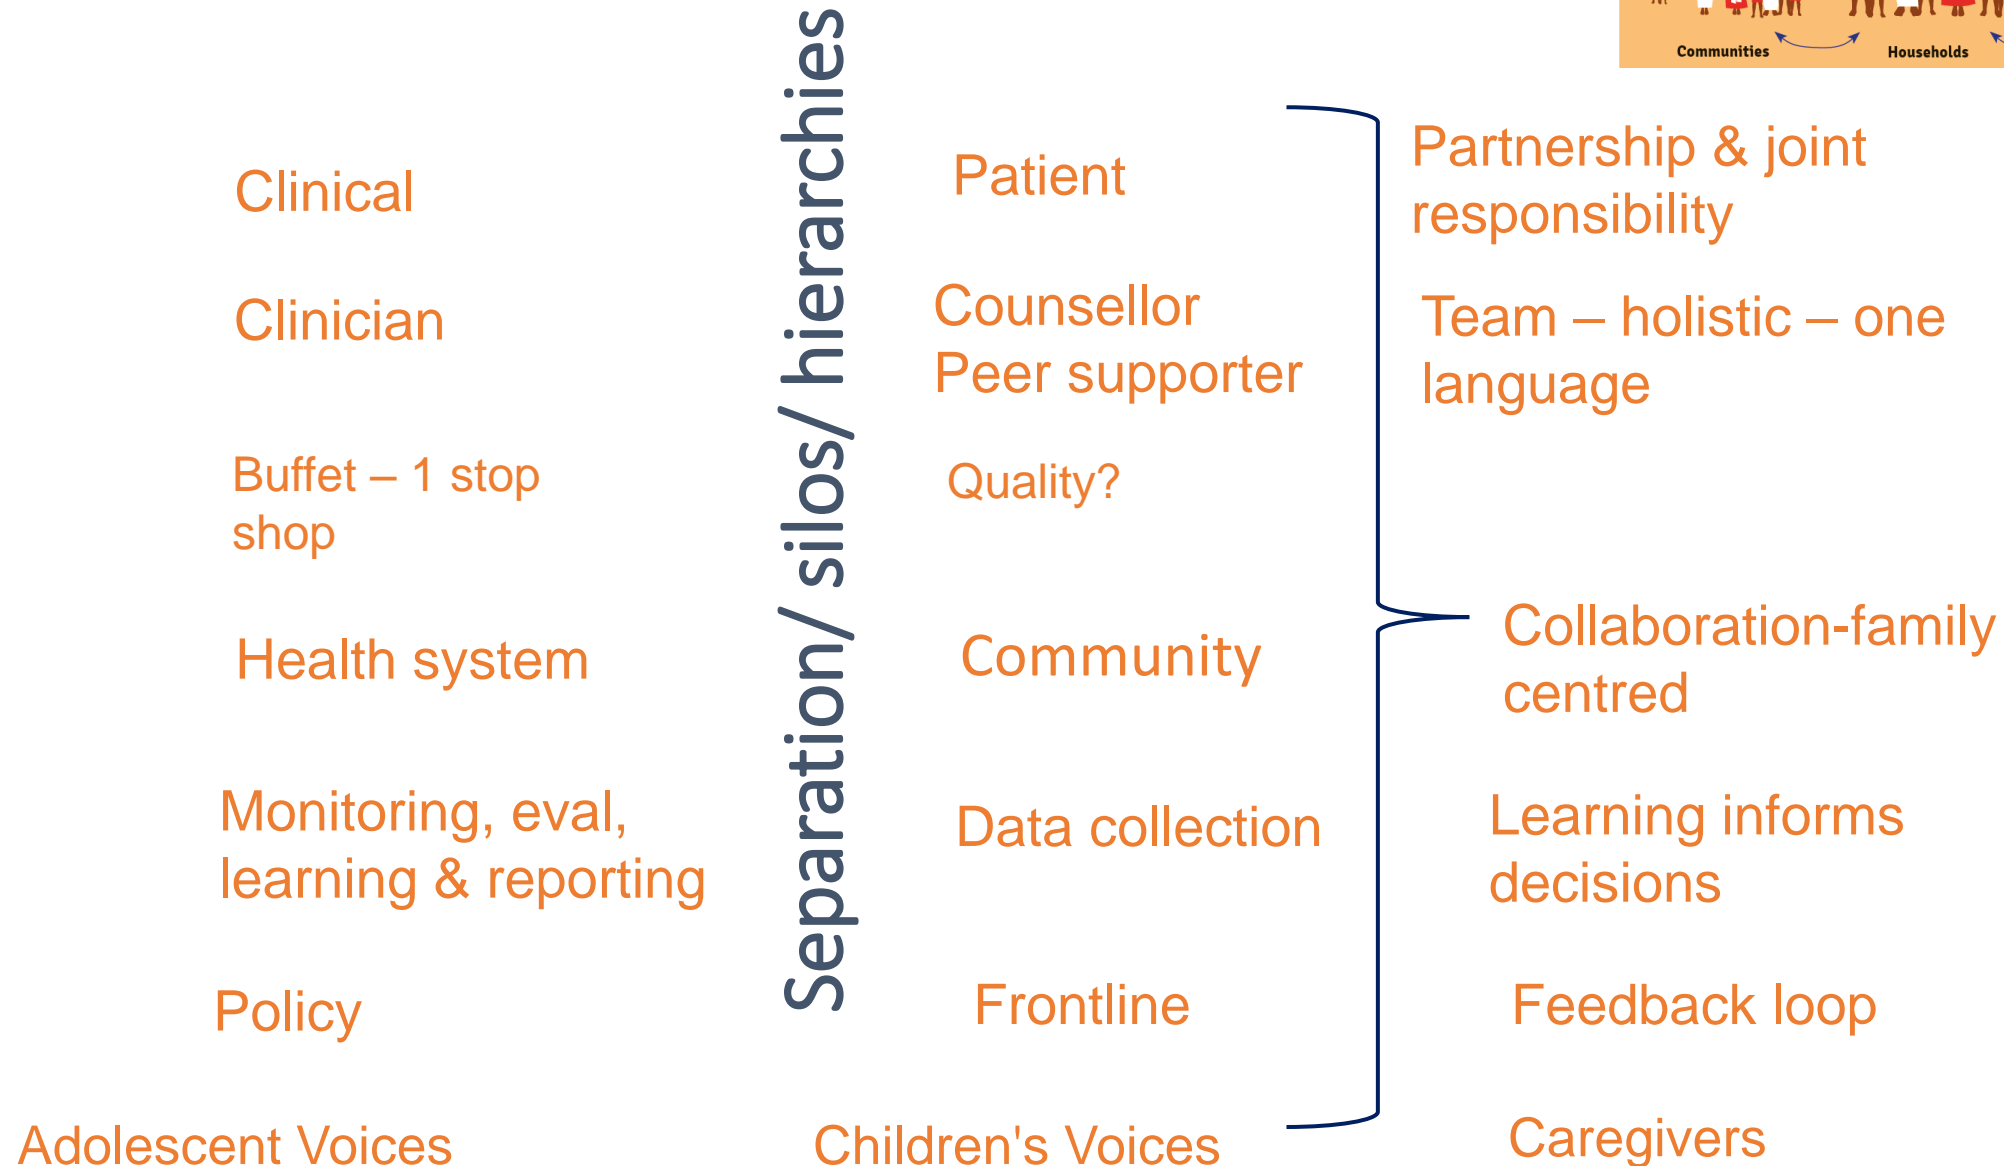 Communities
Households
Separation/ silos/ hierarchies
Clinical
Patient
Partnership & joint
responsibility
Clinician
Counsellor
Peer supporter
Team – holistic – one
language
Buffet – 1 stop
shop
Quality?
Health system
Community
Collaboration-family
centred
Monitoring, eval,
learning & reporting
Data collection
Learning informs
decisions
Policy
Frontline
Feedback loop
Adolescent Voices
Children's Voices
Caregivers